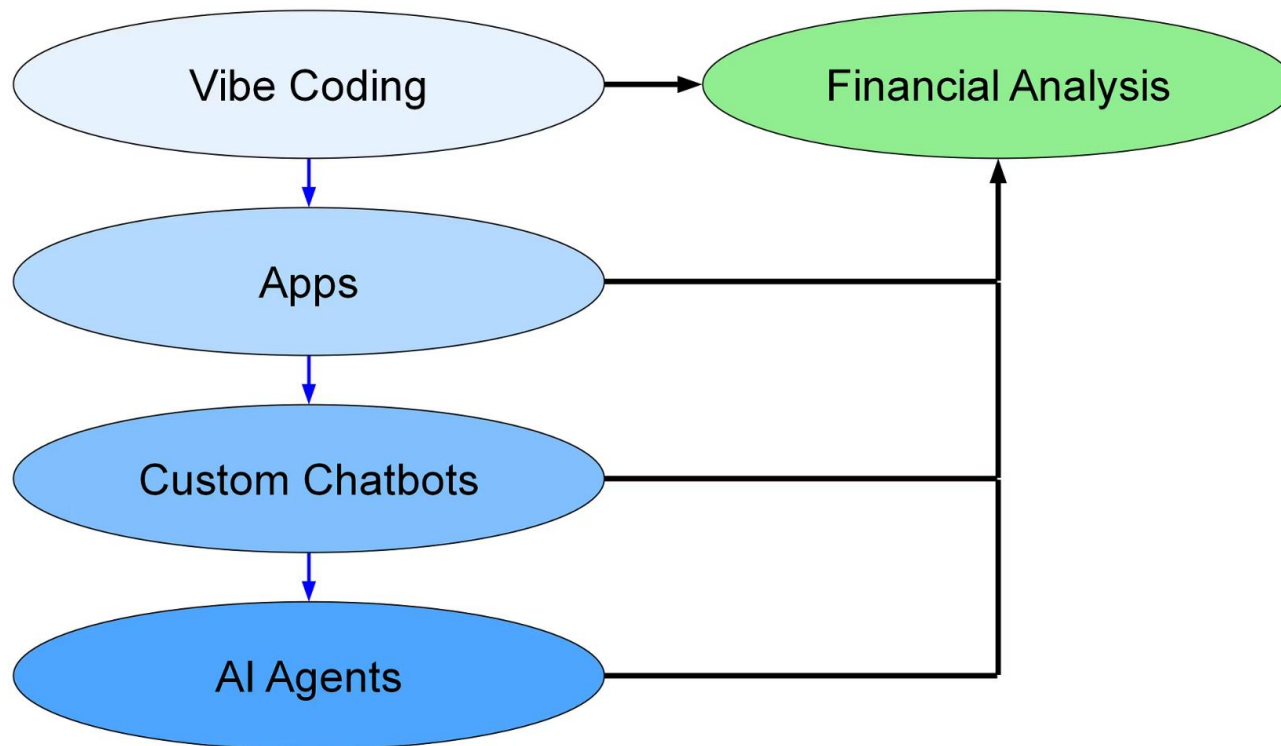 Vibe Coding
Financial Analysis
Apps
Custom Chatbots
AI Agents